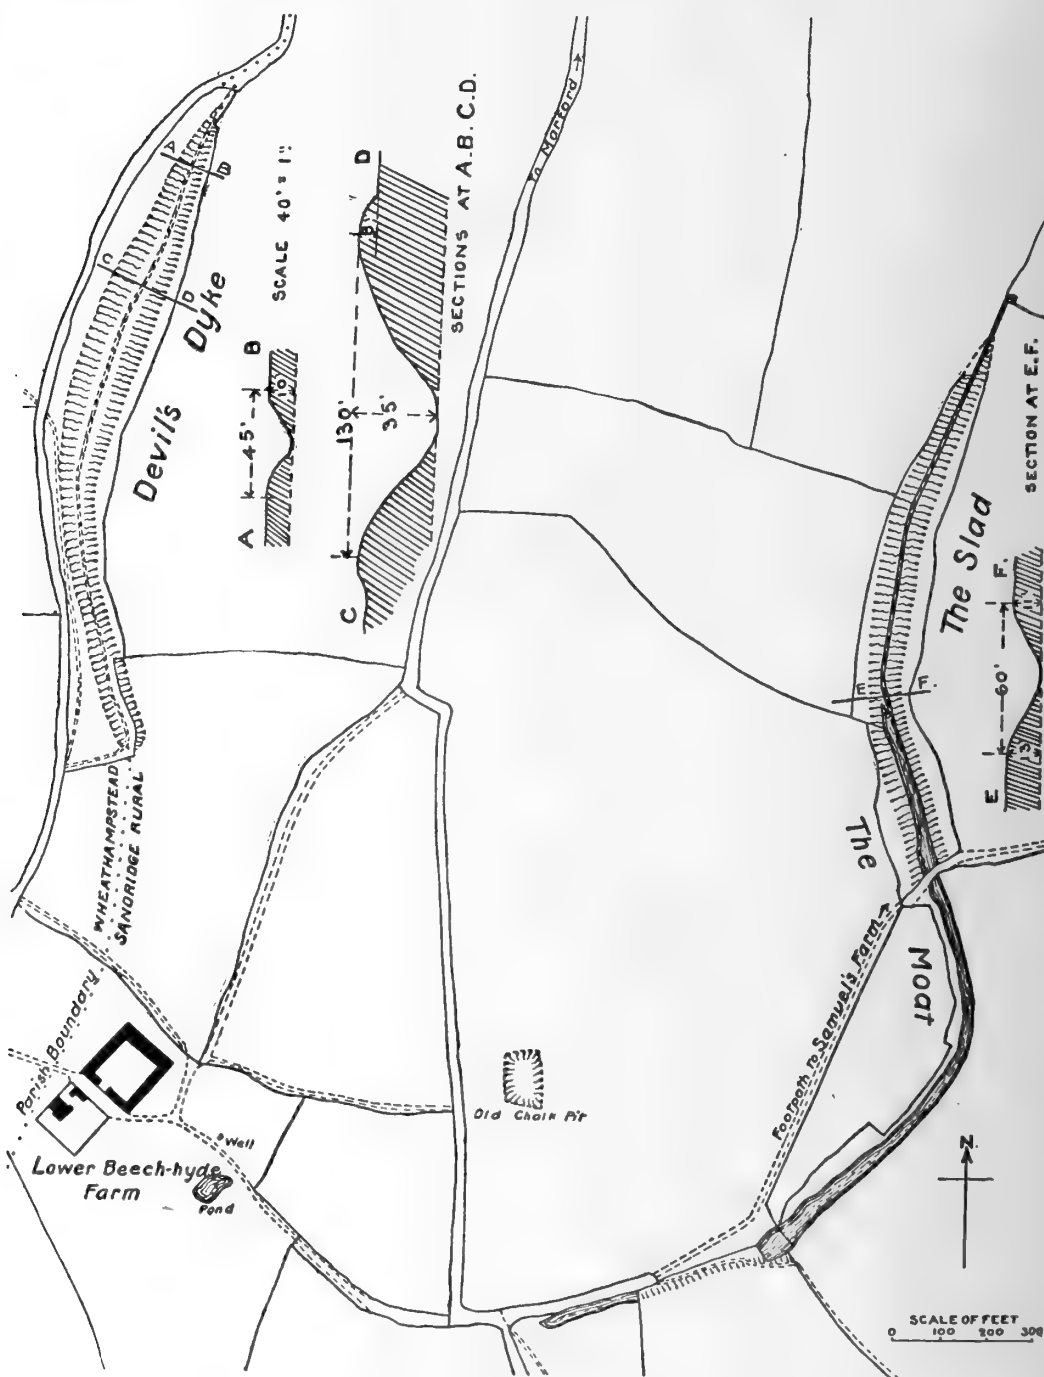 A
B
C
D
Devil's Dyke
A
B
45'
10'
SCALE 40' = 1"
C
D
130'
35'
8'
SECTIONS AT A.B.C.D.
To Marford →
WHEATHAMPSTEAD
SANDRIDGE RURAL
Parish Boundary
Lower Beech-hyde
Farm
Well
Pond
Old Chalk Pit
The Slad
E
F.
SECTION AT E.F.
E
F.
60'
The
Moat
Footpath to Samuel's Farm →
N.
SCALE OF FEET
0 100 200 300